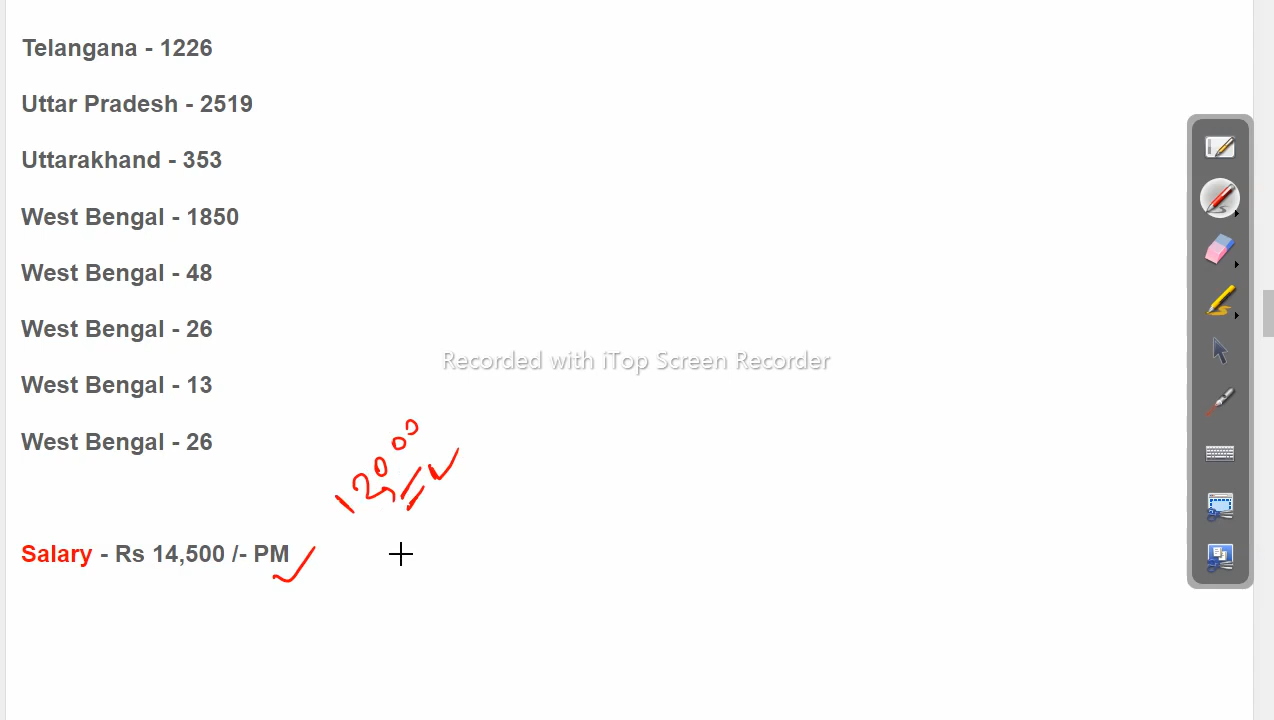 Telangana - 1226
Uttar Pradesh - 2519
Uttarakhand - 353
West Bengal - 1850
Recorded with iTop Screen Recorder
West Bengal - 48
West Bengal - 26
West Bengal - 13
West Bengal - 26
12000
Salary - Rs 14,500 /- PM